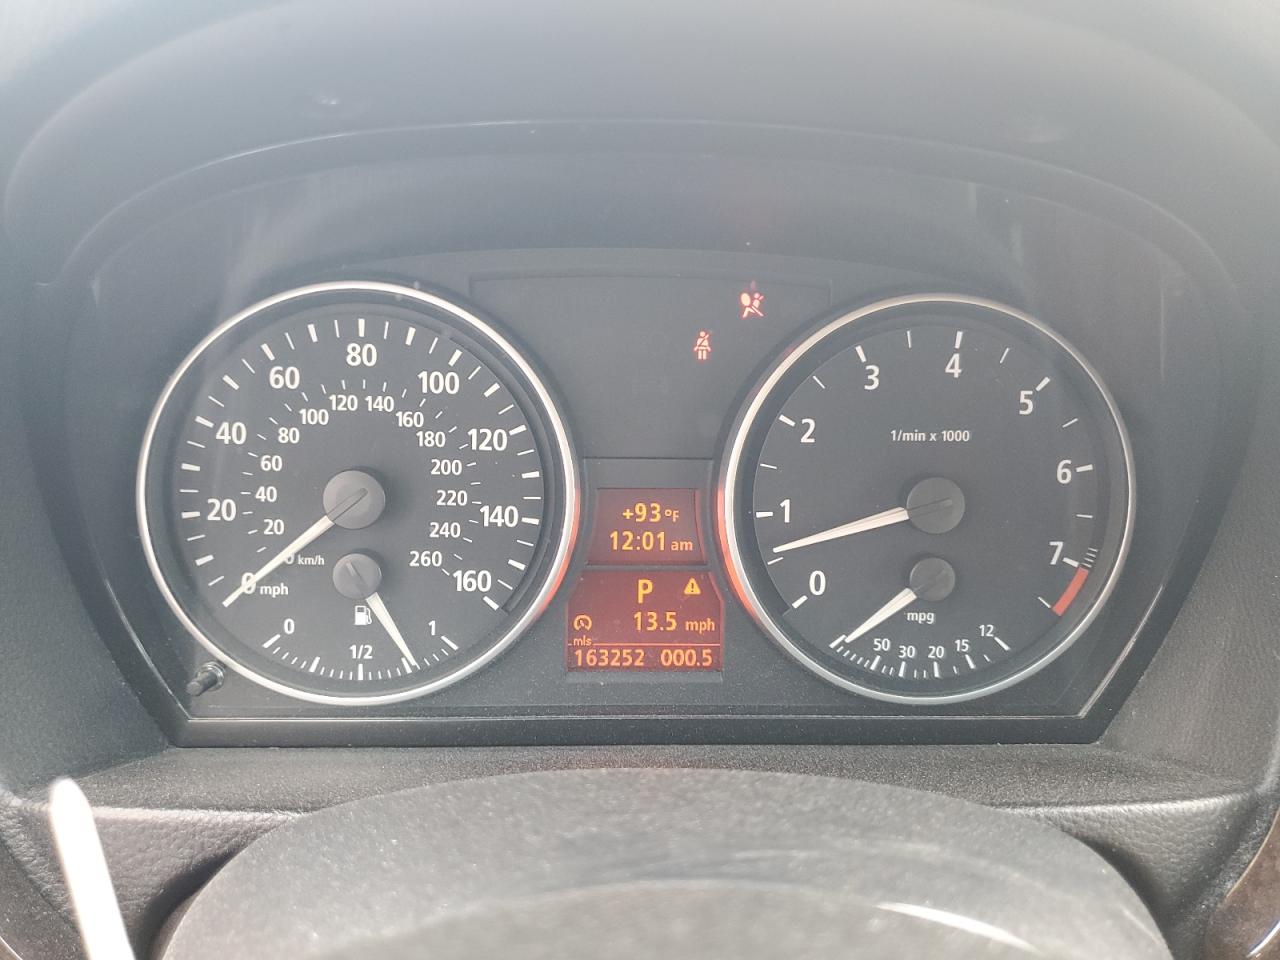 0 20 40 60 80 100 120 140 160
mph
0 20 40 60 80 100 120 140 160 180 200 220 240 260
km/h
0 1/2 1
+93°F
12:01 am
P
13.5 mph
mls
163252 000.5
0 1 2 3 4 5 6 7
1/min x 1000
mpg
50 30 20 15 12